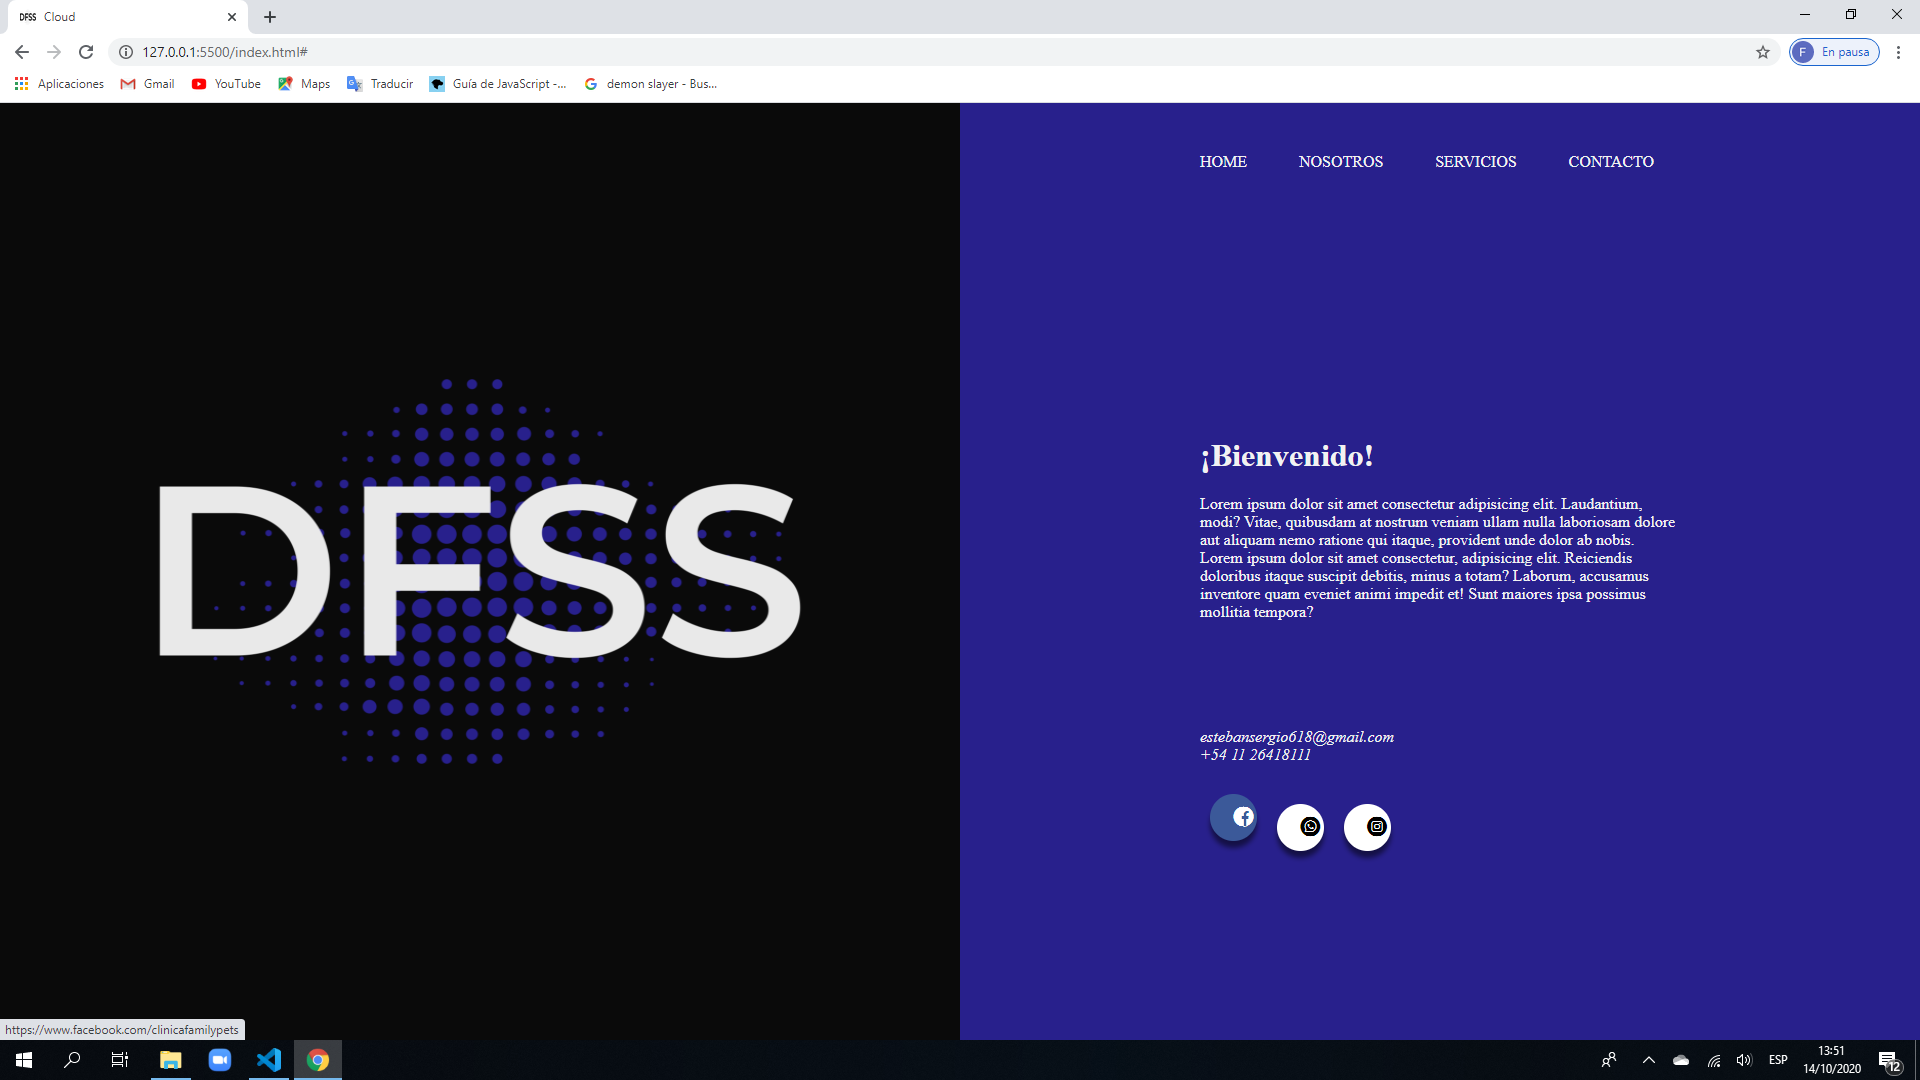 DFSS Cloud
127.0.0.1:5500/index.html#
F En pausa
Aplicaciones Gmail YouTube Maps Traducir Guía de JavaScript -... demon slayer - Bus...
HOME NOSOTROS SERVICIOS CONTACTO
DFSS
¡Bienvenido!
Lorem ipsum dolor sit amet consectetur adipisicing elit. Laudantium,
modi? Vitae, quibusdam at nostrum veniam ullam nulla laboriosam dolore
aut aliquam nemo ratione qui itaque, provident unde dolor ab nobis.
Lorem ipsum dolor sit amet consectetur, adipisicing elit. Reiciendis
doloribus itaque suscipit debitis, minus a totam? Laborum, accusamus
inventore quam eveniet animi impedit et! Sunt maiores ipsa possimus
mollitia tempora?
estebansergio618@gmail.com
+54 11 26418111
https://www.facebook.com/clinicafamilypets
ESP
13:51
14/10/2020
12